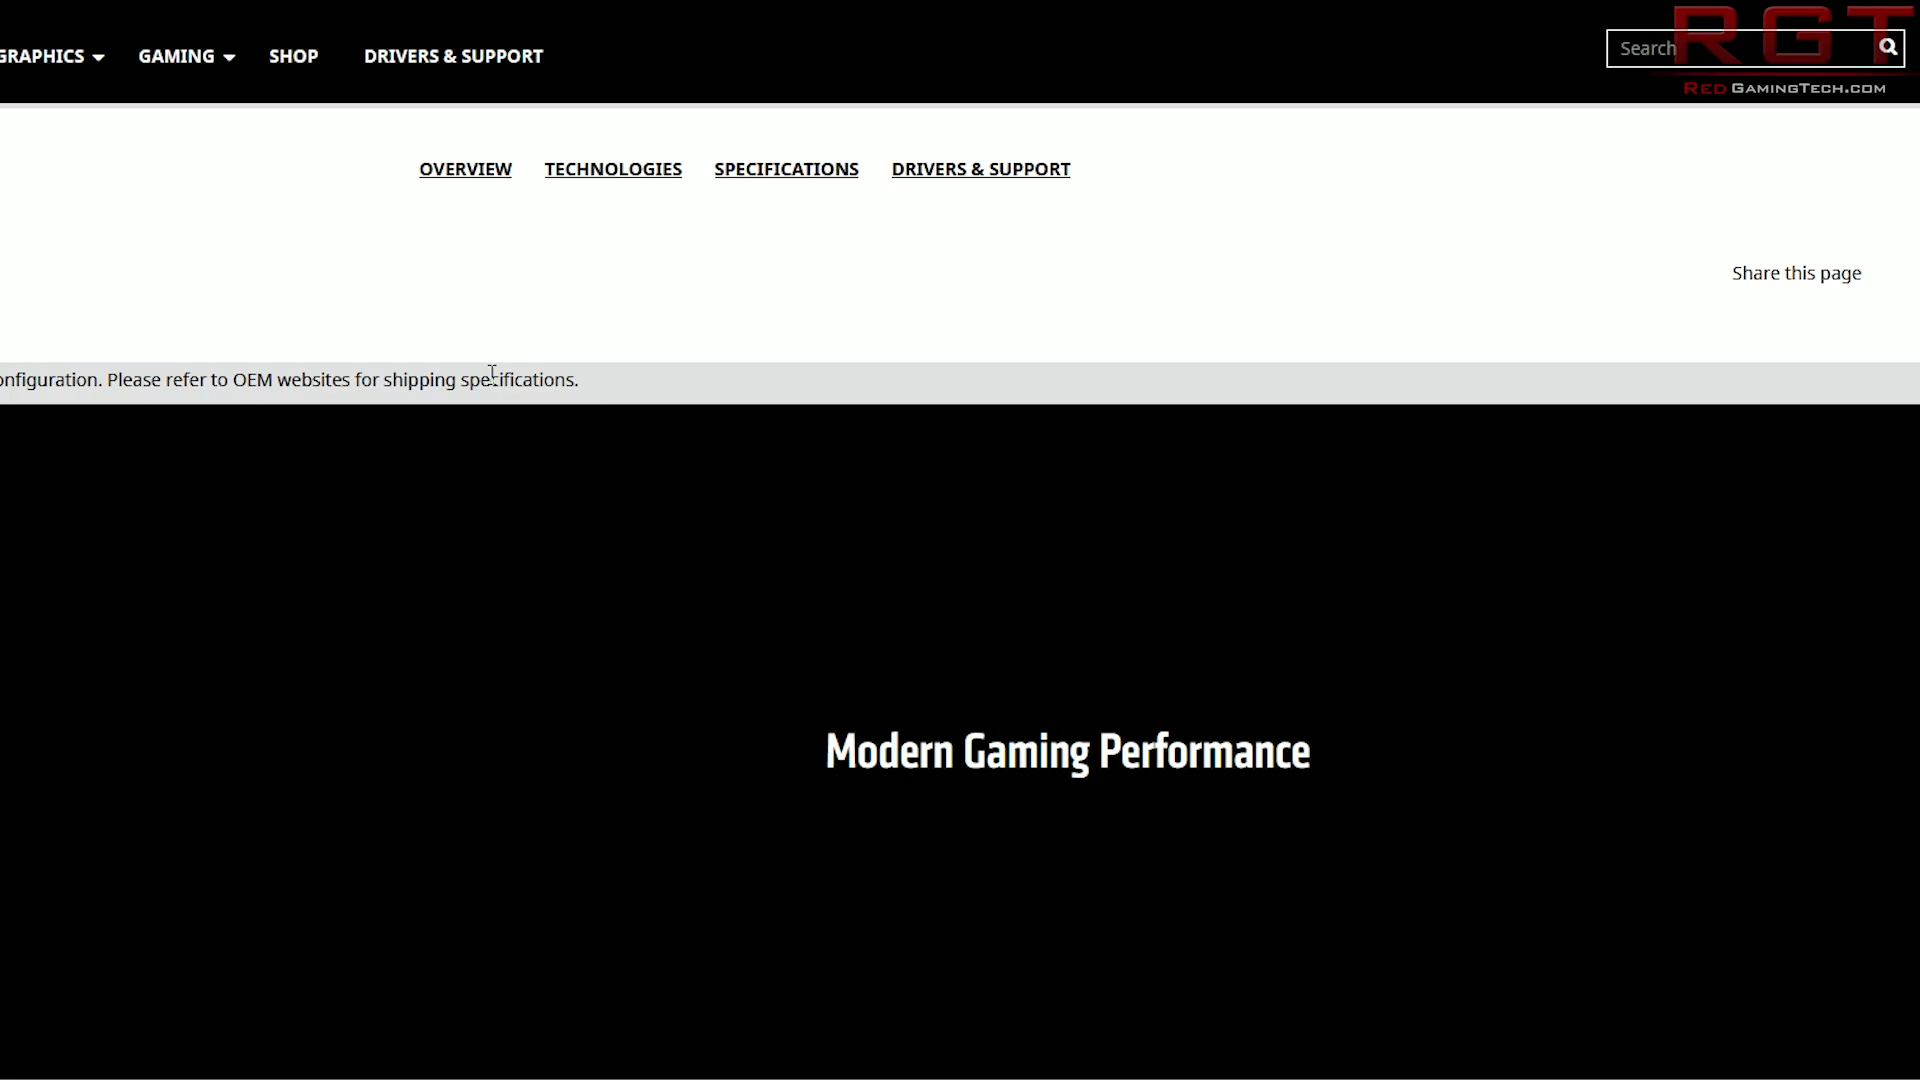 GRAPHICS GAMING SHOP DRIVERS & SUPPORT
Search
RGT
RED GAMINGTECH.COM
OVERVIEW TECHNOLOGIES SPECIFICATIONS DRIVERS & SUPPORT
Share this page
onfiguration. Please refer to OEM websites for shipping specifications.
Modern Gaming Performance